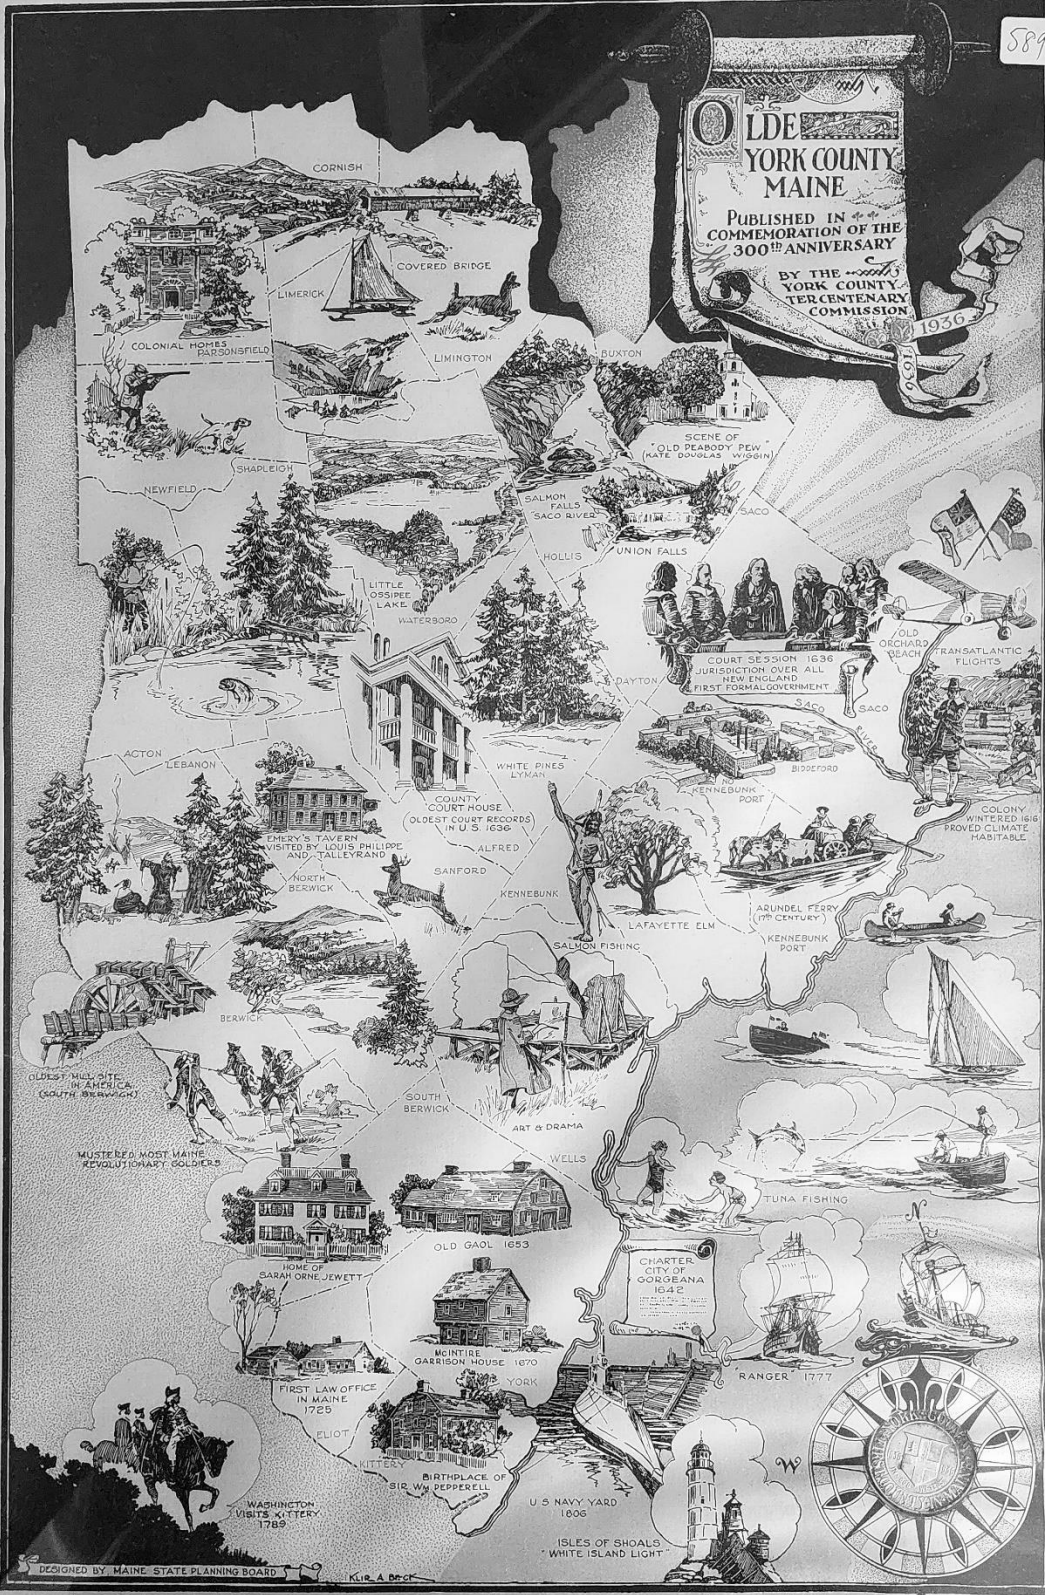 589
OLDE
YORK COUNTY
MAINE
PUBLISHED IN
COMMEMORATION OF THE
300th ANNIVERSARY
BY THE
YORK COUNTY
TERCENTENARY
COMMISSION
1936
1636
CORNISH
COVERED BRIDGE
LIMERICK
COLONIAL HOMES
PARSONSFIELD
LIMINGTON
BUXTON
SCENE OF
"OLD PEABODY PEW"
(KATE DOUGLAS WIGGIN)
SHAPLEIGH
NEWFIELD
SALMON
FALLS
"SACO RIVER"
SACO
HOLLIS
UNION FALLS
LITTLE
OSSIPEE
LAKE
WATERBORO
OLD
ORCHARD
BEACH
TRANSATLANTIC
FLIGHTS
COURT SESSION 1636
JURISDICTION OVER ALL
NEW ENGLAND
FIRST FORMAL GOVERNMENT
DAYTON
SACO
RIVER
SACO
ACTON
LEBANON
WHITE PINES
LYMAN
BIDDEFORD
NO.
KENNEBUNK
PORT
COUNTY
COURT HOUSE
(OLDEST COURT RECORDS
IN U.S. 1636)
COLONY
WINTERED 1616
PROVED CLIMATE
HABITABLE
EMERY'S TAVERN
VISITED BY LOUIS PHILIPPE
AND TALLEYRAND
ALFRED
SANFORD
NORTH
BERWICK
KENNEBUNK
ARUNDEL FERRY
(17TH CENTURY)
LAFAYETTE ELM
KENNEBUNK
PORT
SALMON FISHING
BERWICK
OLDEST MILL SITE
IN AMERICA
(SOUTH BERWICK)
SOUTH
BERWICK
ART & DRAMA
MUSTERED MOST MAINE
REVOLUTIONARY SOLDIERS
WELLS
TUNA FISHING
OLD GAOL 1653
HOME OF
SARAH ORNE JEWETT
CHARTER
CITY OF
GORGEANA
1642
N
McINTIRE
GARRISON HOUSE 1670
RANGER 1777
FIRST LAW OFFICE
IN MAINE
1725
YORK
ELIOT
KITTERY
BIRTHPLACE OF
SIR WM PEPPERELL
W
WASHINGTON
VISITS KITTERY
1789
U S NAVY YARD
1806
ISLES OF SHOALS
"WHITE ISLAND LIGHT"
DESIGNED BY MAINE STATE PLANNING BOARD